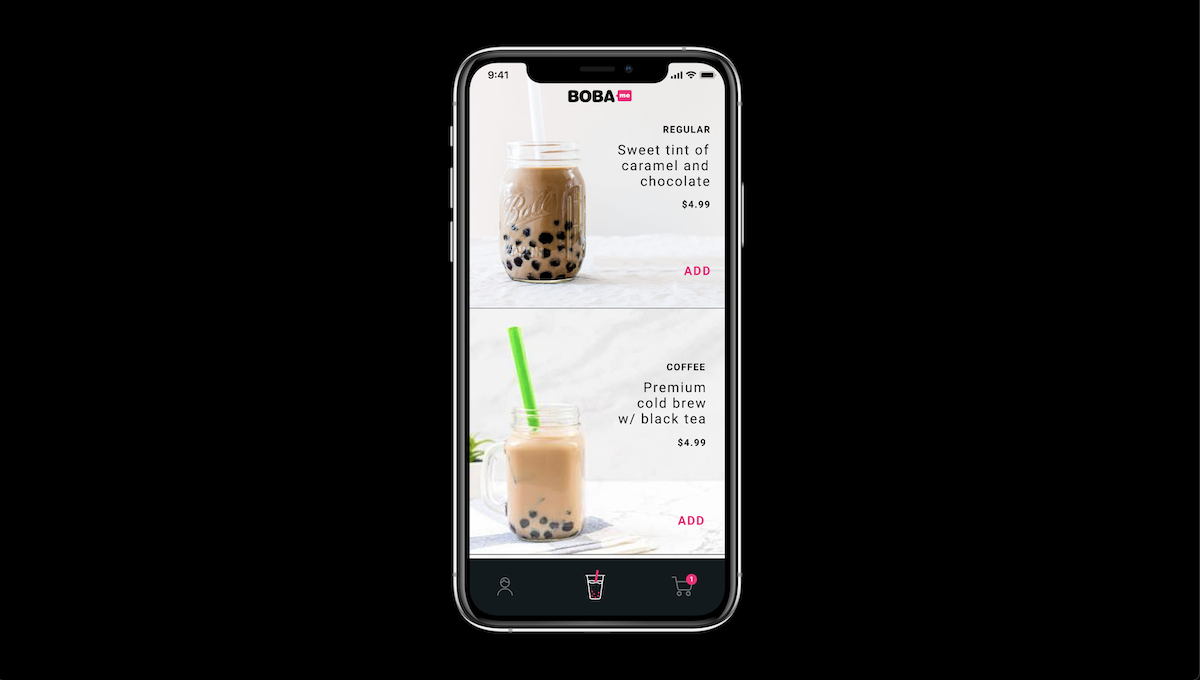 9:41
BOBA me
REGULAR
Sweet tint of
caramel and
chocolate
$4.99
Ball
ADD
COFFEE
Premium
cold brew
w/ black tea
$4.99
ADD
1